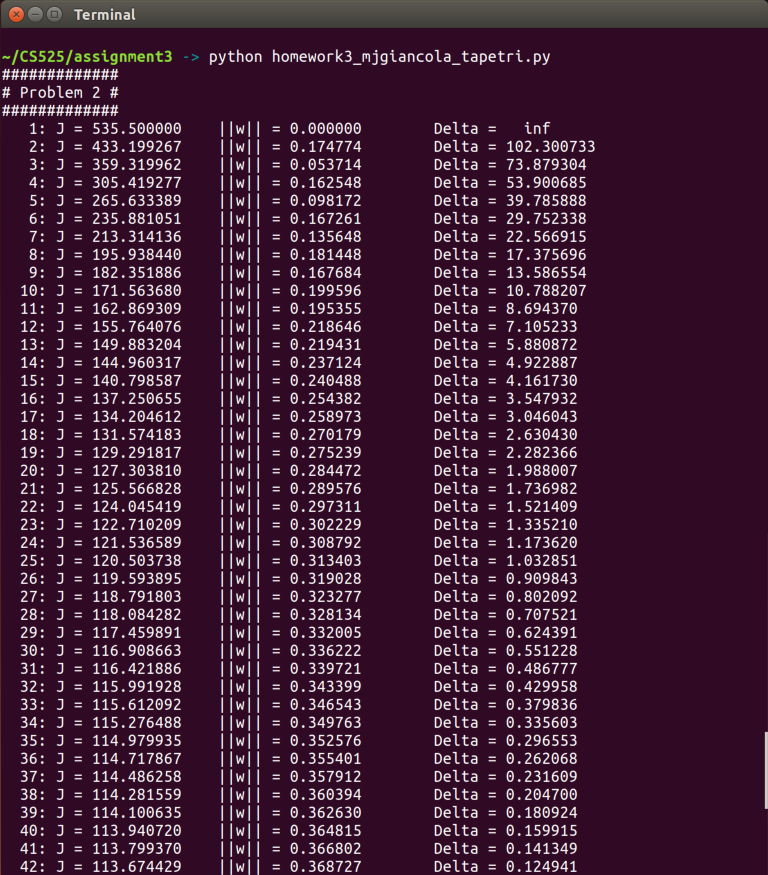 Terminal
~/CS525/assignment3 -> python homework3_mjgiancola_tapetri.py
#############
# Problem 2 #
#############
1: J = 535.500000 ||w|| = 0.000000 Delta = inf
2: J = 433.199267 ||w|| = 0.174774 Delta = 102.300733
3: J = 359.319962 ||w|| = 0.053714 Delta = 73.879304
4: J = 305.419277 ||w|| = 0.162548 Delta = 53.900685
5: J = 265.633389 ||w|| = 0.098172 Delta = 39.785888
6: J = 235.881051 ||w|| = 0.167261 Delta = 29.752338
7: J = 213.314136 ||w|| = 0.135648 Delta = 22.566915
8: J = 195.938440 ||w|| = 0.181448 Delta = 17.375696
9: J = 182.351886 ||w|| = 0.167684 Delta = 13.586554
10: J = 171.563680 ||w|| = 0.199596 Delta = 10.788207
11: J = 162.869309 ||w|| = 0.195355 Delta = 8.694370
12: J = 155.764076 ||w|| = 0.218646 Delta = 7.105233
13: J = 149.883204 ||w|| = 0.219431 Delta = 5.880872
14: J = 144.960317 ||w|| = 0.237124 Delta = 4.922887
15: J = 140.798587 ||w|| = 0.240488 Delta = 4.161730
16: J = 137.250655 ||w|| = 0.254382 Delta = 3.547932
17: J = 134.204612 ||w|| = 0.258973 Delta = 3.046043
18: J = 131.574183 ||w|| = 0.270179 Delta = 2.630430
19: J = 129.291817 ||w|| = 0.275239 Delta = 2.282366
20: J = 127.303810 ||w|| = 0.284472 Delta = 1.988007
21: J = 125.566828 ||w|| = 0.289576 Delta = 1.736982
22: J = 124.045419 ||w|| = 0.297311 Delta = 1.521409
23: J = 122.710209 ||w|| = 0.302229 Delta = 1.335210
24: J = 121.536589 ||w|| = 0.308792 Delta = 1.173620
25: J = 120.503738 ||w|| = 0.313403 Delta = 1.032851
26: J = 119.593895 ||w|| = 0.319028 Delta = 0.909843
27: J = 118.791803 ||w|| = 0.323277 Delta = 0.802092
28: J = 118.084282 ||w|| = 0.328134 Delta = 0.707521
29: J = 117.459891 ||w|| = 0.332005 Delta = 0.624391
30: J = 116.908663 ||w|| = 0.336222 Delta = 0.551228
31: J = 116.421886 ||w|| = 0.339721 Delta = 0.486777
32: J = 115.991928 ||w|| = 0.343399 Delta = 0.429958
33: J = 115.612092 ||w|| = 0.346543 Delta = 0.379836
34: J = 115.276488 ||w|| = 0.349763 Delta = 0.335603
35: J = 114.979935 ||w|| = 0.352576 Delta = 0.296553
36: J = 114.717867 ||w|| = 0.355401 Delta = 0.262068
37: J = 114.486258 ||w|| = 0.357912 Delta = 0.231609
38: J = 114.281559 ||w|| = 0.360394 Delta = 0.204700
39: J = 114.100635 ||w|| = 0.362630 Delta = 0.180924
40: J = 113.940720 ||w|| = 0.364815 Delta = 0.159915
41: J = 113.799370 ||w|| = 0.366802 Delta = 0.141349
42: J = 113.674429 ||w|| = 0.368727 Delta = 0.124941